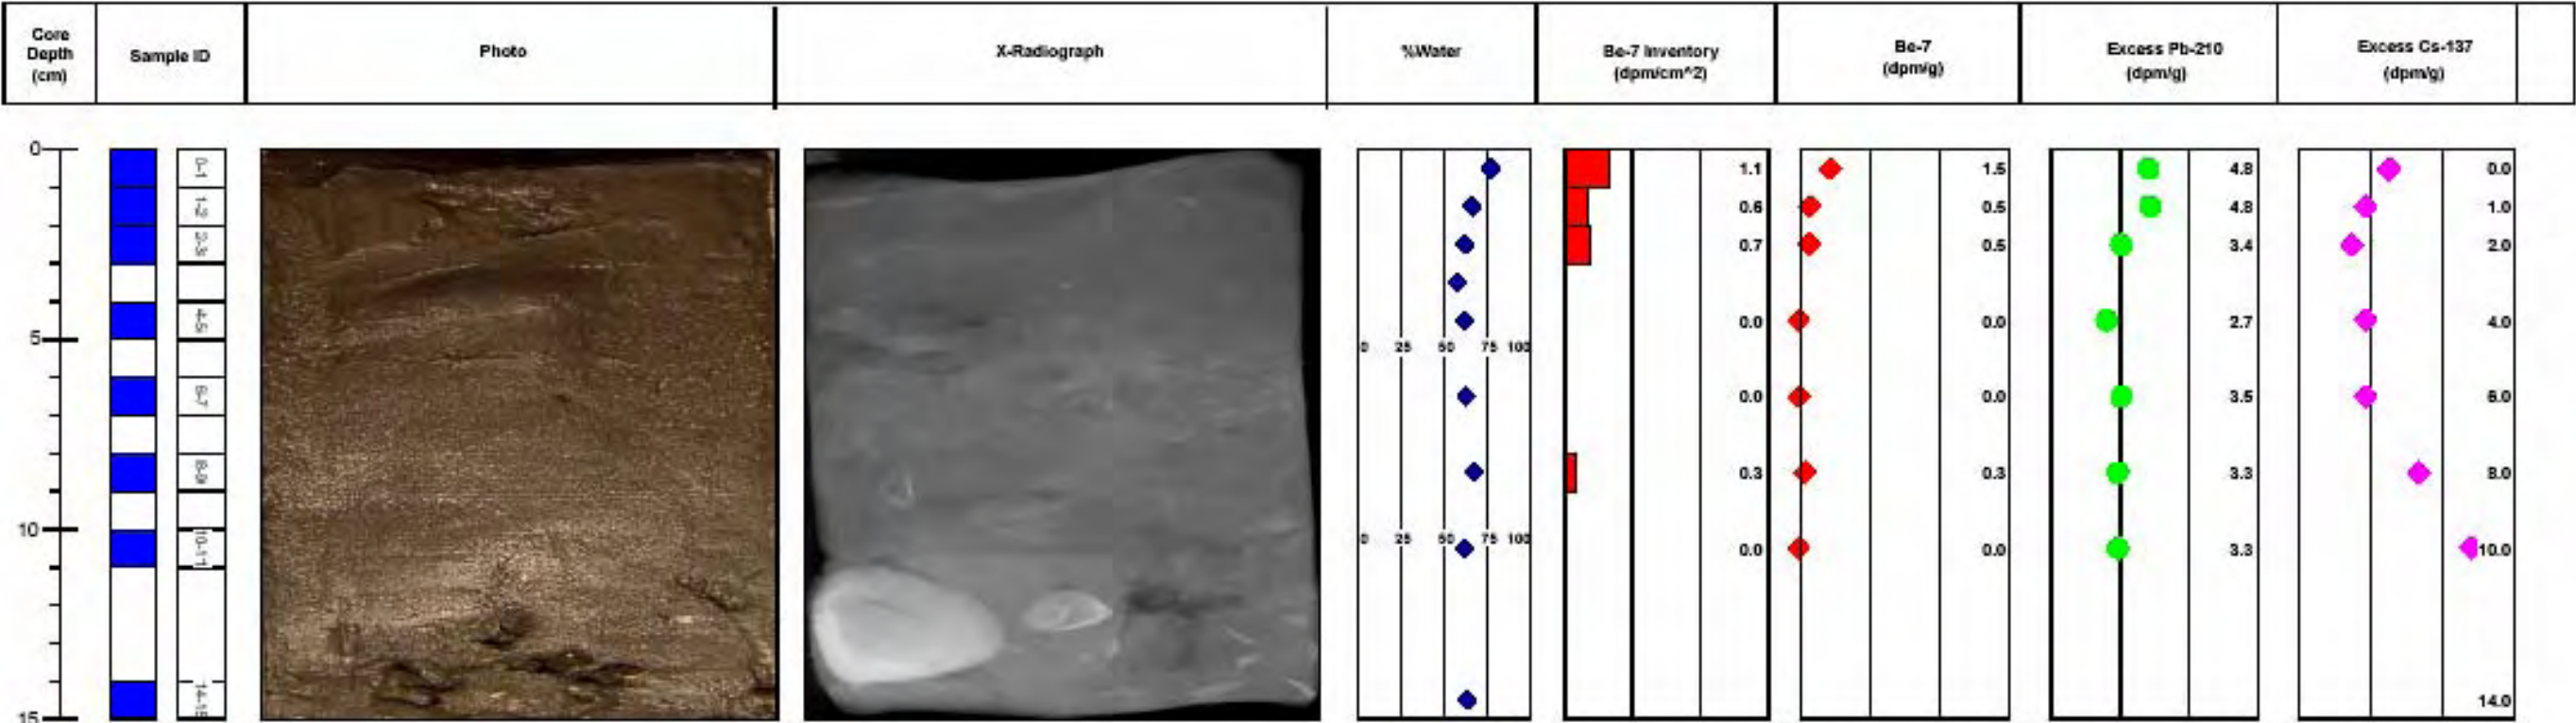 Core
Depth
(cm)
Sample ID
Photo
X-Radiograph
%Water
Be-7 Inventory
(dpm/cm^2)
Be-7
(dpm/g)
Excess Pb-210
(dpm/g)
Excess Cs-137
(dpm/g)
0
0-1
1.1
1.5
4.8
0.0
1-2
0.6
0.5
4.8
1.0
2-3
0.7
0.5
3.4
2.0
4-5
0.0
0.0
2.7
4.0
5
0 25 50 75 100
6-7
0.0
0.0
3.5
6.0
8-9
0.3
0.3
3.3
8.0
10
0 25 50 75 100
10-11
0.0
0.0
3.3
10.0
14-15
14.0
15